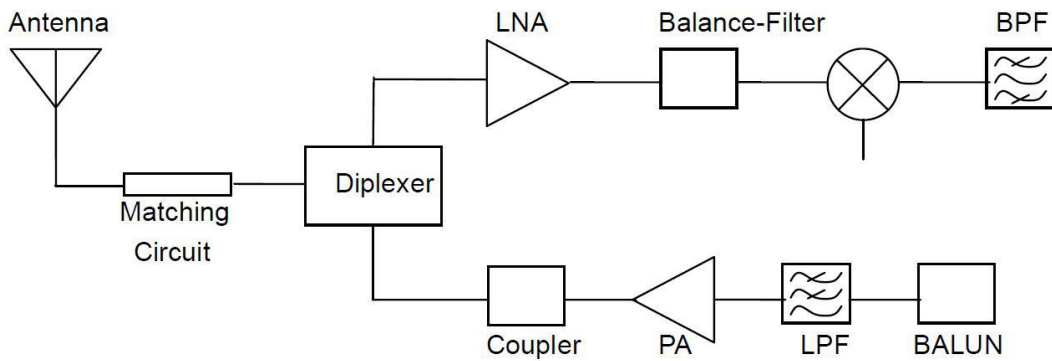 Antenna
LNA
Balance-Filter
BPF
Diplexer
Matching
Circuit
Coupler
PA
LPF
BALUN